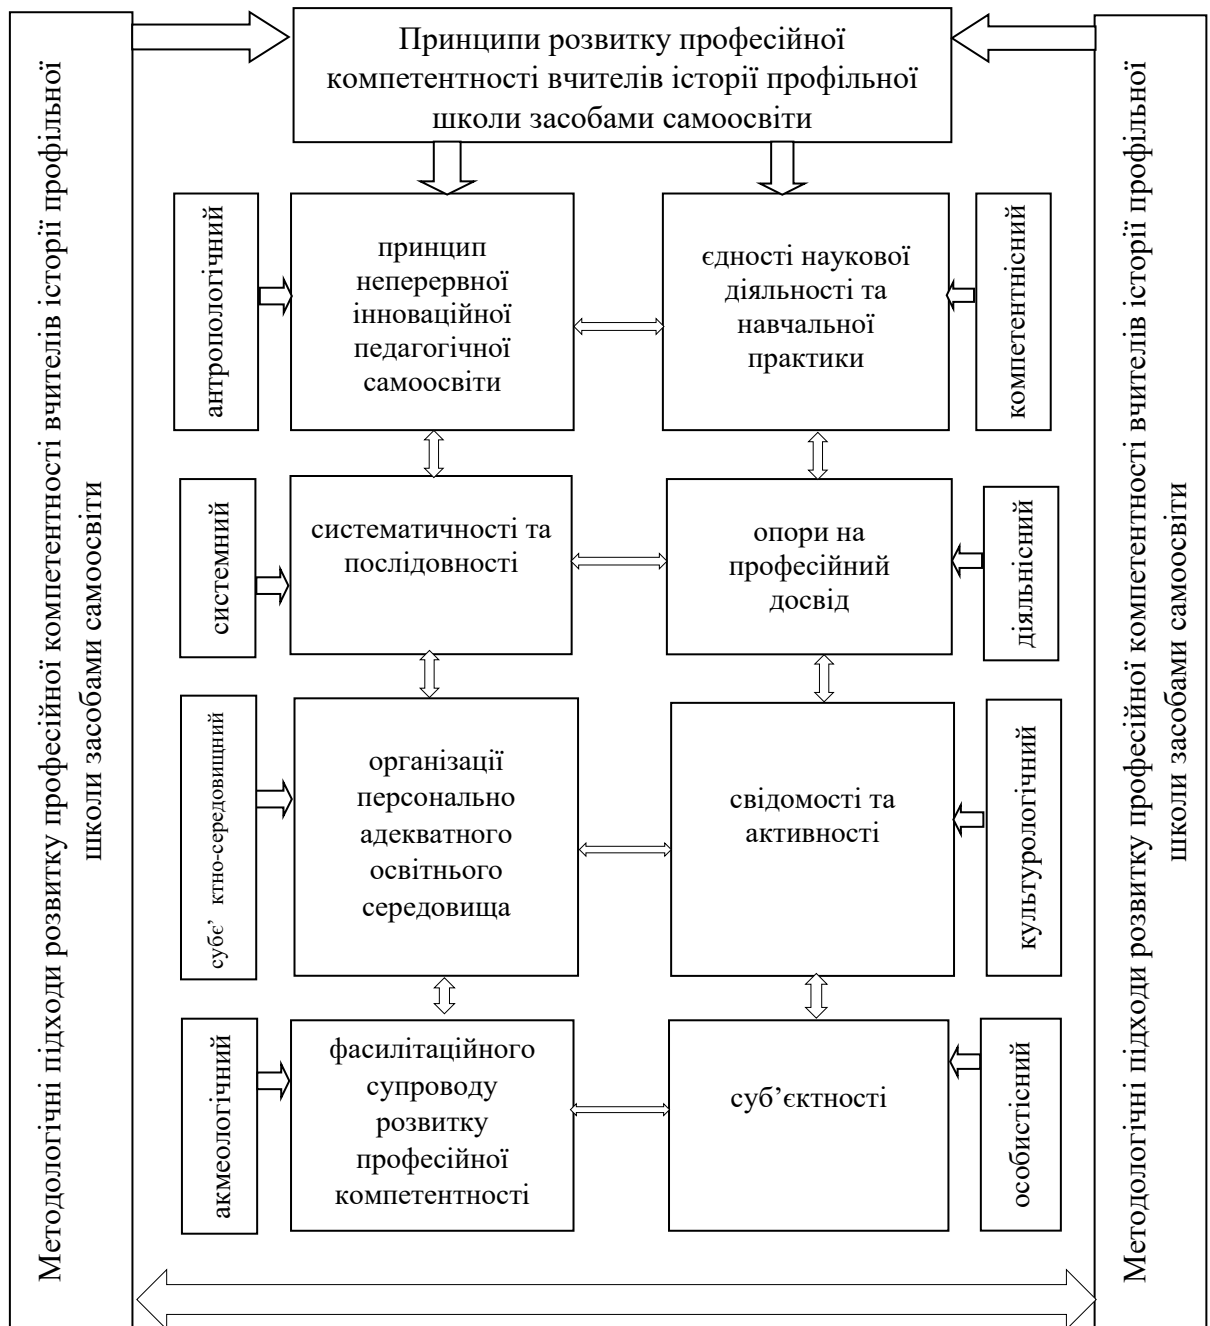 Принципи розвитку професійної
компетентності вчителів історії профільної
школи засобами самоосвіти
Методологічні підходи розвитку професійної компетентності вчителів історії профільної
школи засобами самоосвіти
антропологічний
принцип
неперервної
інноваційної
педагогічної
самоосвіти
єдності наукової
діяльності та
навчальної
практики
компетентнісний
системний
систематичності та
послідовності
опори на
професійний
досвід
діяльнісний
субє’ ктно-середовищний
організації
персонально
адекватного
освітнього
середовища
свідомості та
активності
культурологічний
акмеологічний
фасилітаційного
супроводу
розвитку
професійної
компетентності
суб’єктності
особистісний
Методологічні підходи розвитку професійної компетентності вчителів історії профільної
школи засобами самоосвіти